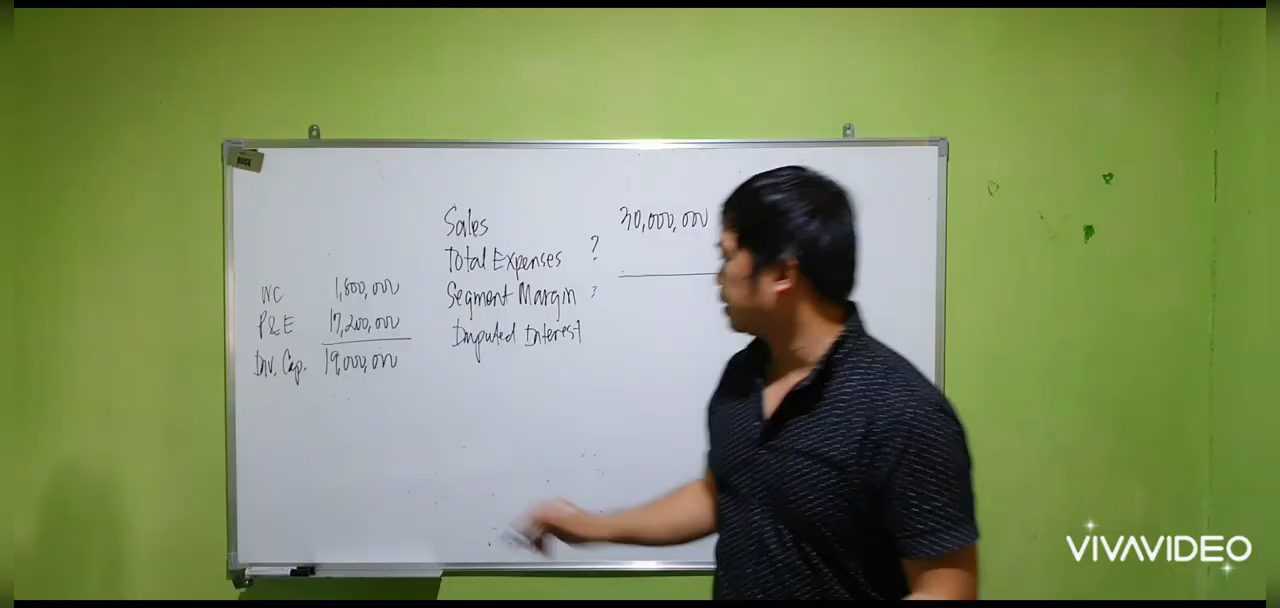 BOSE
Sales 30,000,000
Total Expenses ?
Segment Margin ?
Imputed Interest
WC 1,800,000
P&E 17,200,000
Inv. Cap. 19,000,000
VIVAVIDEO